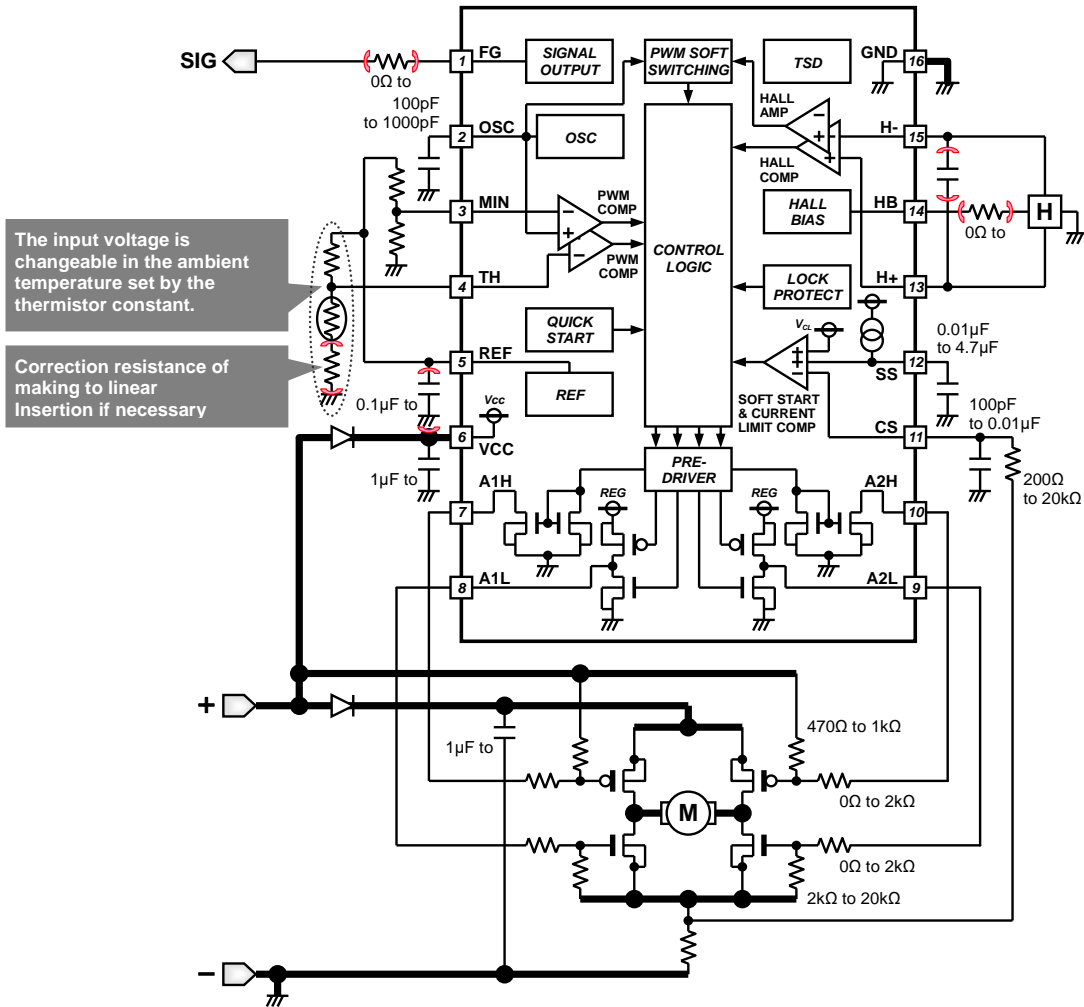 SIG
0Ω to
1
FG
SIGNAL
OUTPUT
PWM SOFT
SWITCHING
TSD
GND
16
100pF
to 1000pF
2
OSC
OSC
HALL
AMP
H-
15
HALL
COMP
3
MIN
PWM
COMP
PWM
COMP
CONTROL
LOGIC
HALL
BIAS
HB
14
0Ω to
H
The input voltage is
changeable in the ambient
temperature set by the
thermistor constant.
4
TH
LOCK
PROTECT
H+
13
QUICK
START
VCL
0.01µF
to 4.7µF
Correction resistance of
making to linear
Insertion if necessary
5
REF
REF
12
SS
SOFT START
& CURRENT
LIMIT COMP
0.1µF to
Vcc
6
VCC
1µF to
100pF
to 0.01µF
CS
11
200Ω
to 20kΩ
PRE-
DRIVER
A1H
7
REG
REG
A2H
10
A1L
8
A2L
9
+
1µF to
470Ω to 1kΩ
0Ω to 2kΩ
M
0Ω to 2kΩ
2kΩ to 20kΩ
–